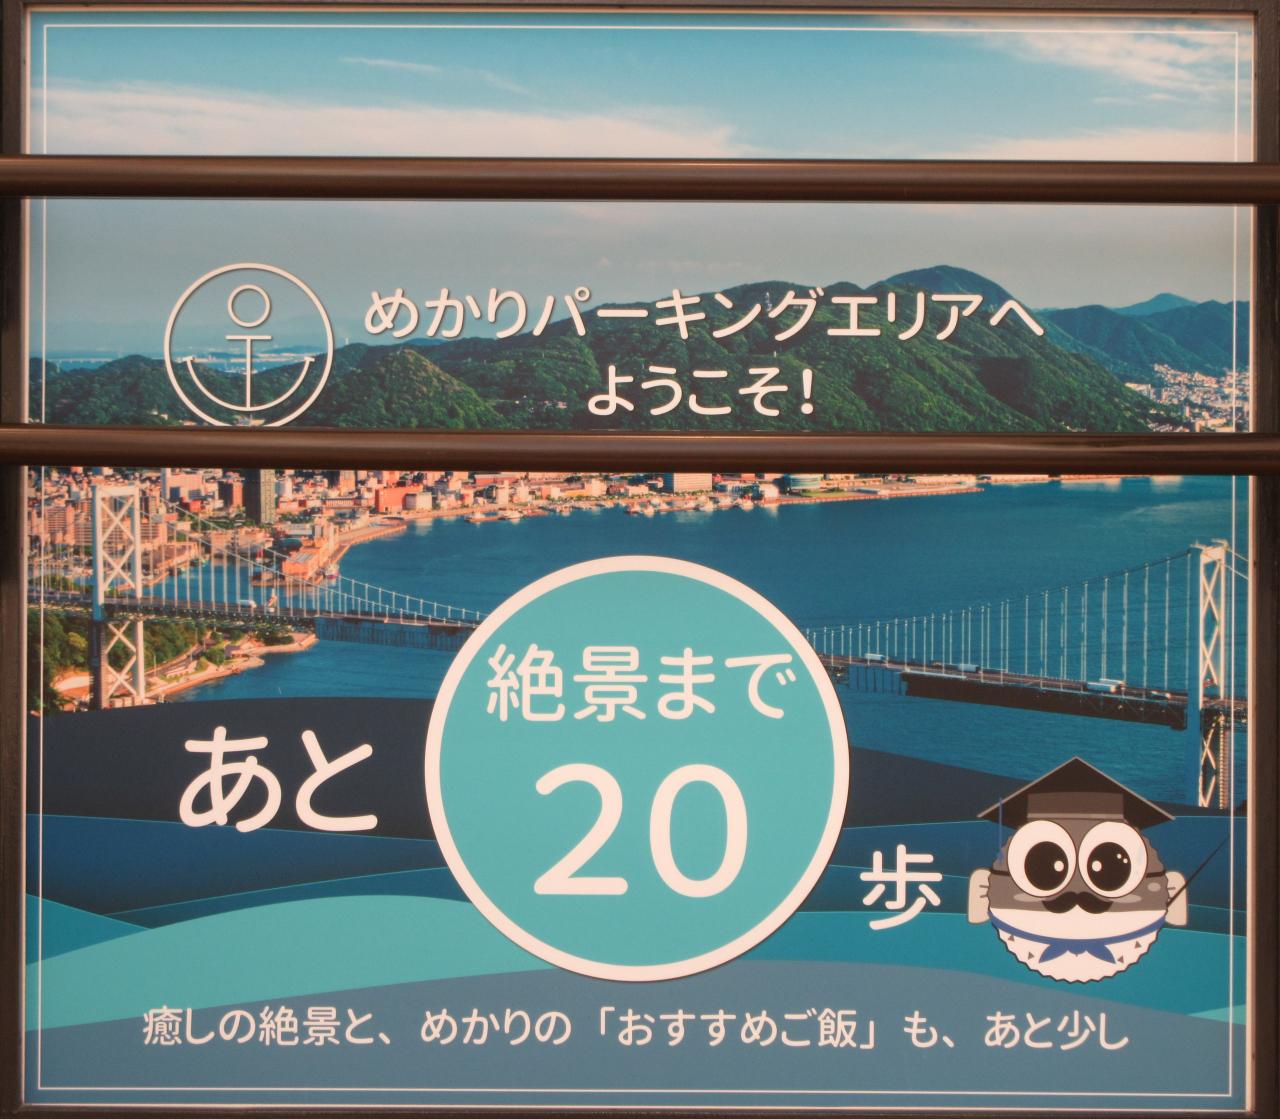 めかりパーキングエリアへ
ようこそ！
絶景まで
あと
20
歩
癒しの絶景と、めかりの「おすすめご飯」も、あと少し